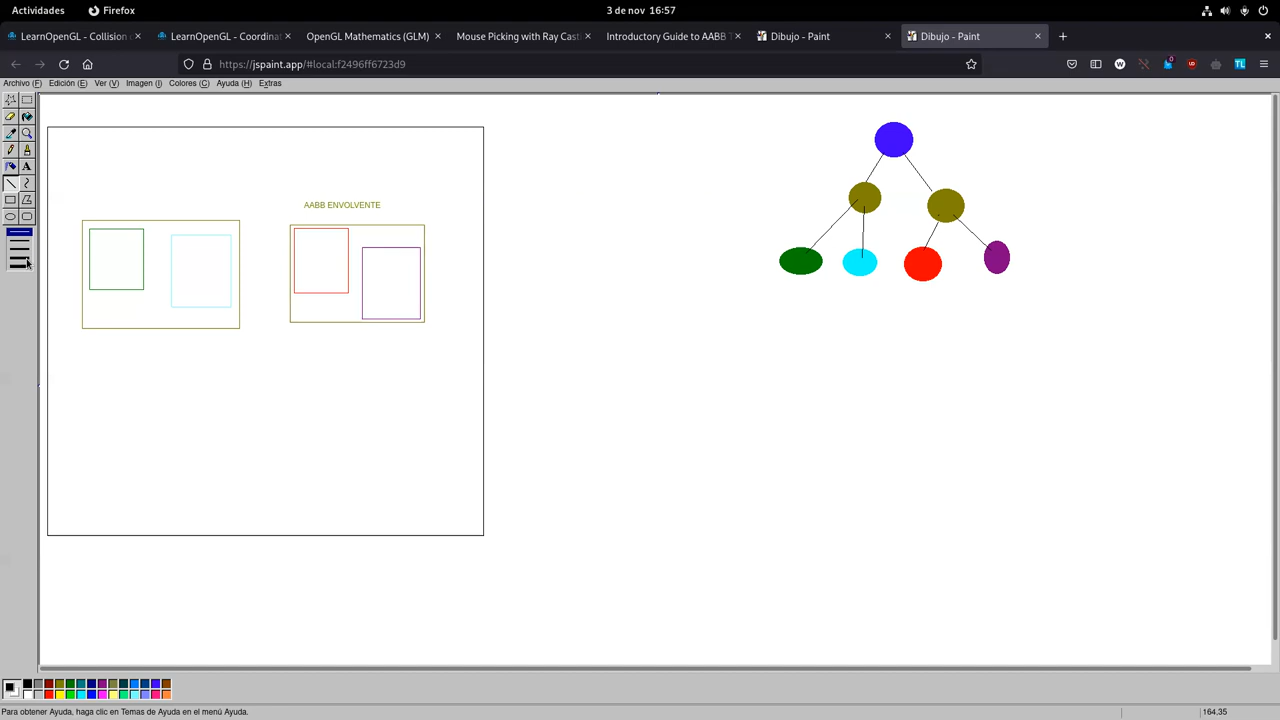 Actividades
Firefox
3 de nov 16:57
LearnOpenGL - Collision
LearnOpenGL - Coordina
OpenGL Mathematics (GLM)
Mouse Picking with Ray Casti
Introductory Guide to AABB T
Dibujo - Paint
Dibujo - Paint
https://jspaint.app/#local:f2496ff6723d9
Archivo (F) Edición (E) Ver (V) Imagen (I) Colores (C) Ayuda (H) Extras
AABB ENVOLVENTE
Para obtener Ayuda, haga clic en Temas de Ayuda en el menú Ayuda.
164,35